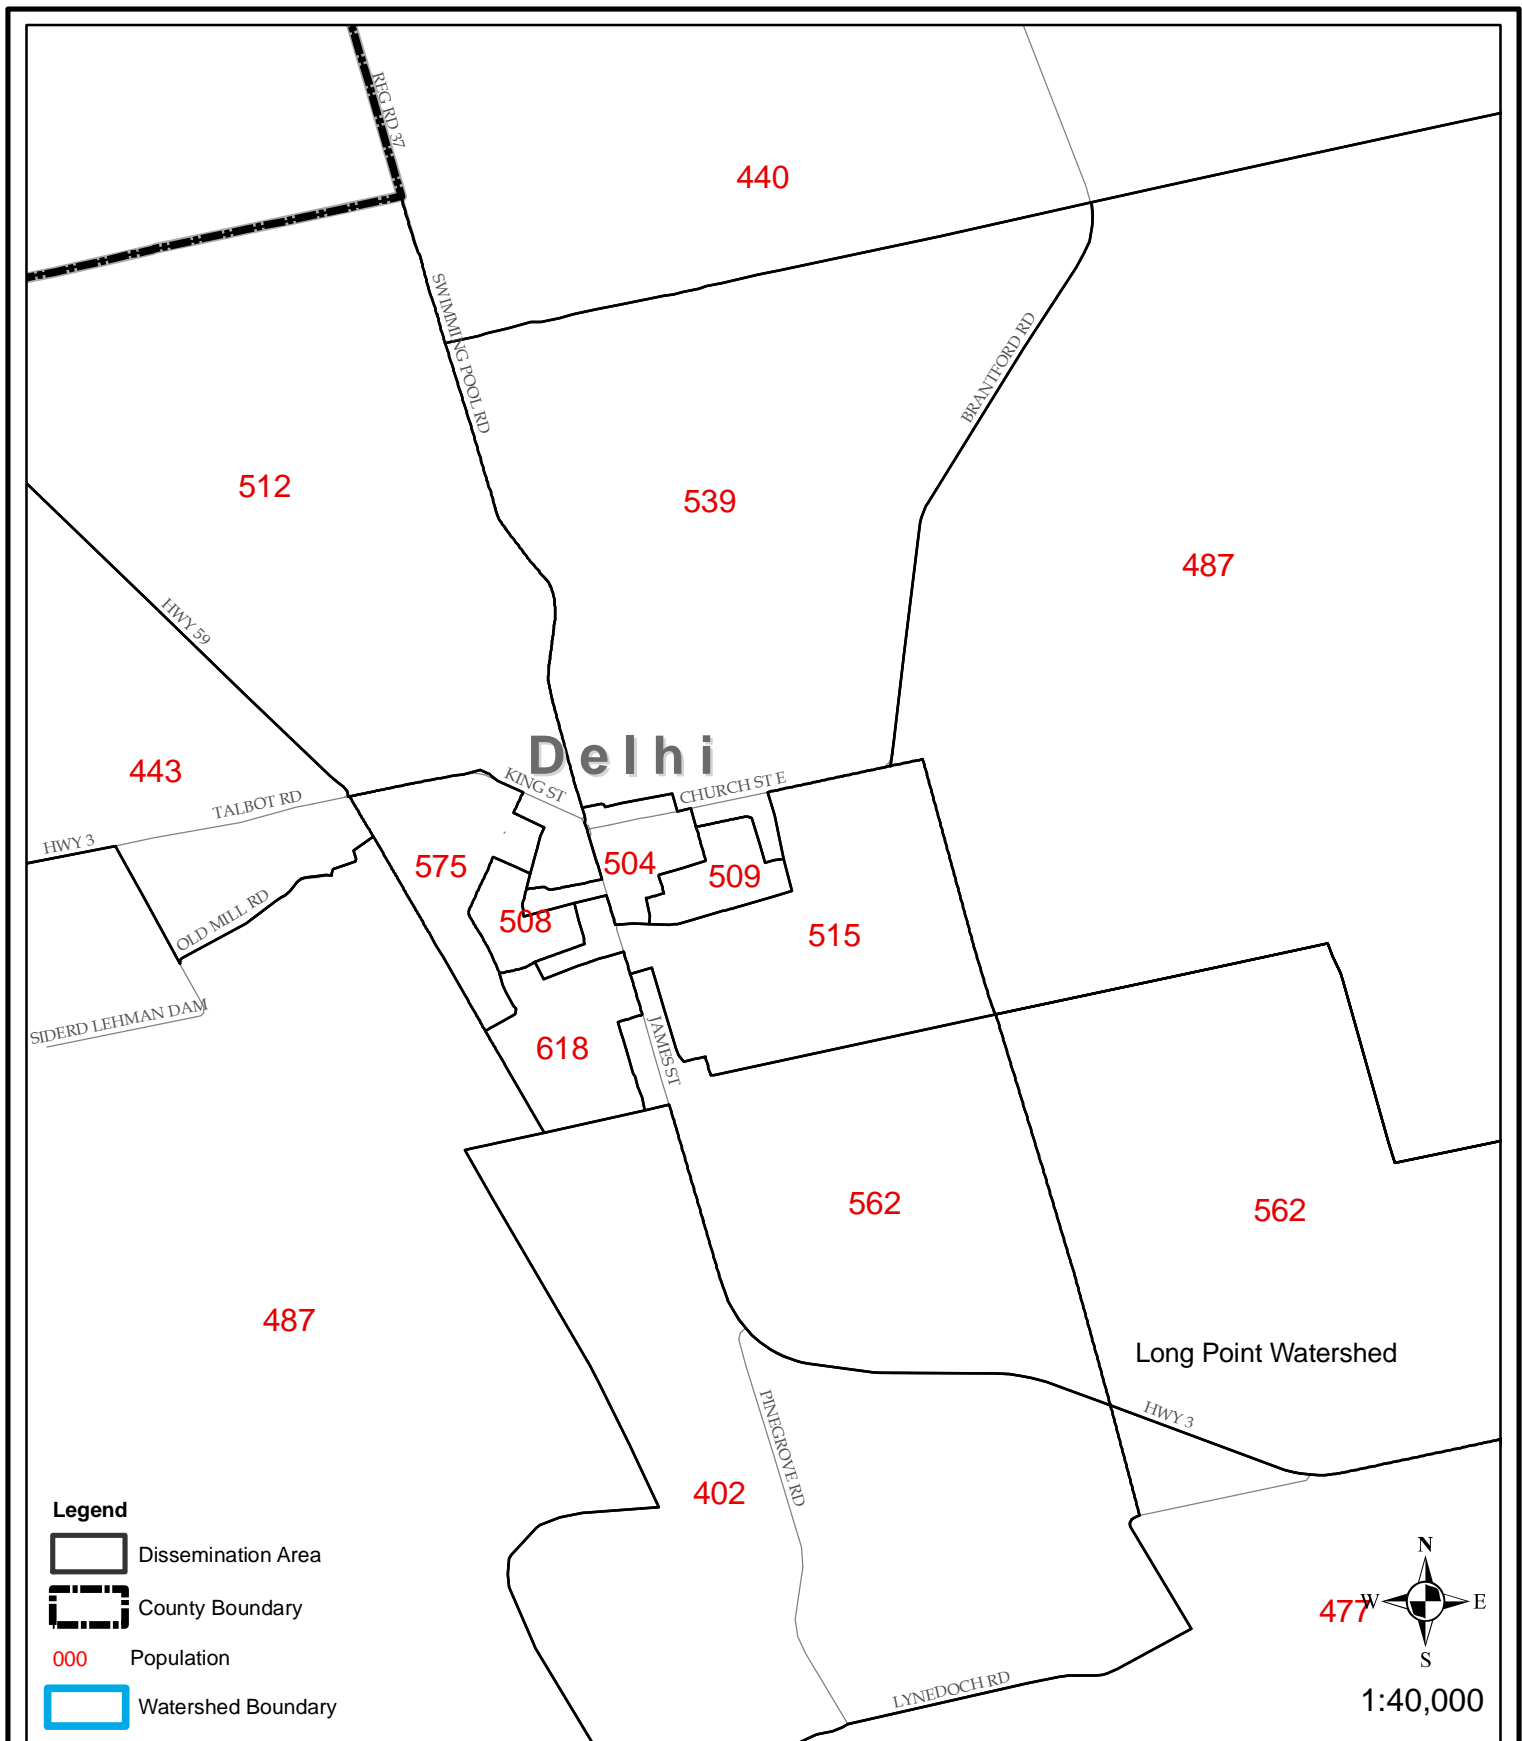 REG RD 37
440
SWIMMING POOL RD
BRANTFORD RD
512
539
487
HWY 59
Delhi
443
KING ST
CHURCH ST E
TALBOT RD
HWY 3
575
504
509
508
OLD MILL RD
515
SIDERD LEHMAN DAM
618
JAMES ST
562
562
487
Long Point Watershed
PINEGROVE RD
HWY 3
402
Legend
Dissemination Area
County Boundary
000 Population
Watershed Boundary
LYNEDOCH RD
477
N
W
E
S
1:40,000